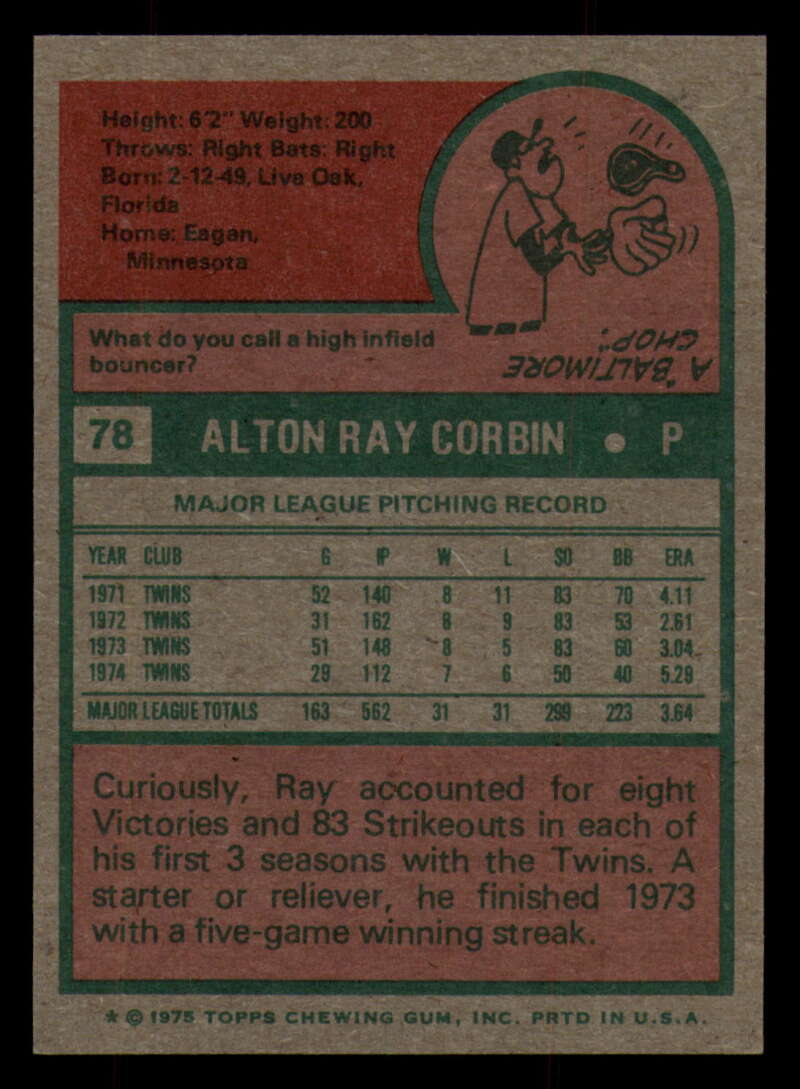 Height: 6'2" Weight: 200
Throws: Right Bats: Right
Born: 2-12-49, Live Oak,
Florida
Home: Eagan,
Minnesota
What do you call a high infield
bouncer?
A "BALTIMORE
CHOP."
78 ALTON RAY CORBIN • P
MAJOR LEAGUE PITCHING RECORD
YEAR CLUB G IP W L SO BB ERA
1971 TWINS 52 140 8 11 83 70 4.11
1972 TWINS 31 162 8 9 83 53 2.61
1973 TWINS 51 148 8 5 83 60 3.04
1974 TWINS 29 112 7 6 50 40 5.29
MAJOR LEAGUE TOTALS 163 562 31 31 299 223 3.64
Curiously, Ray accounted for eight
Victories and 83 Strikeouts in each of
his first 3 seasons with the Twins. A
starter or reliever, he finished 1973
with a five-game winning streak.
* © 1975 TOPPS CHEWING GUM, INC. PRTD IN U.S.A.